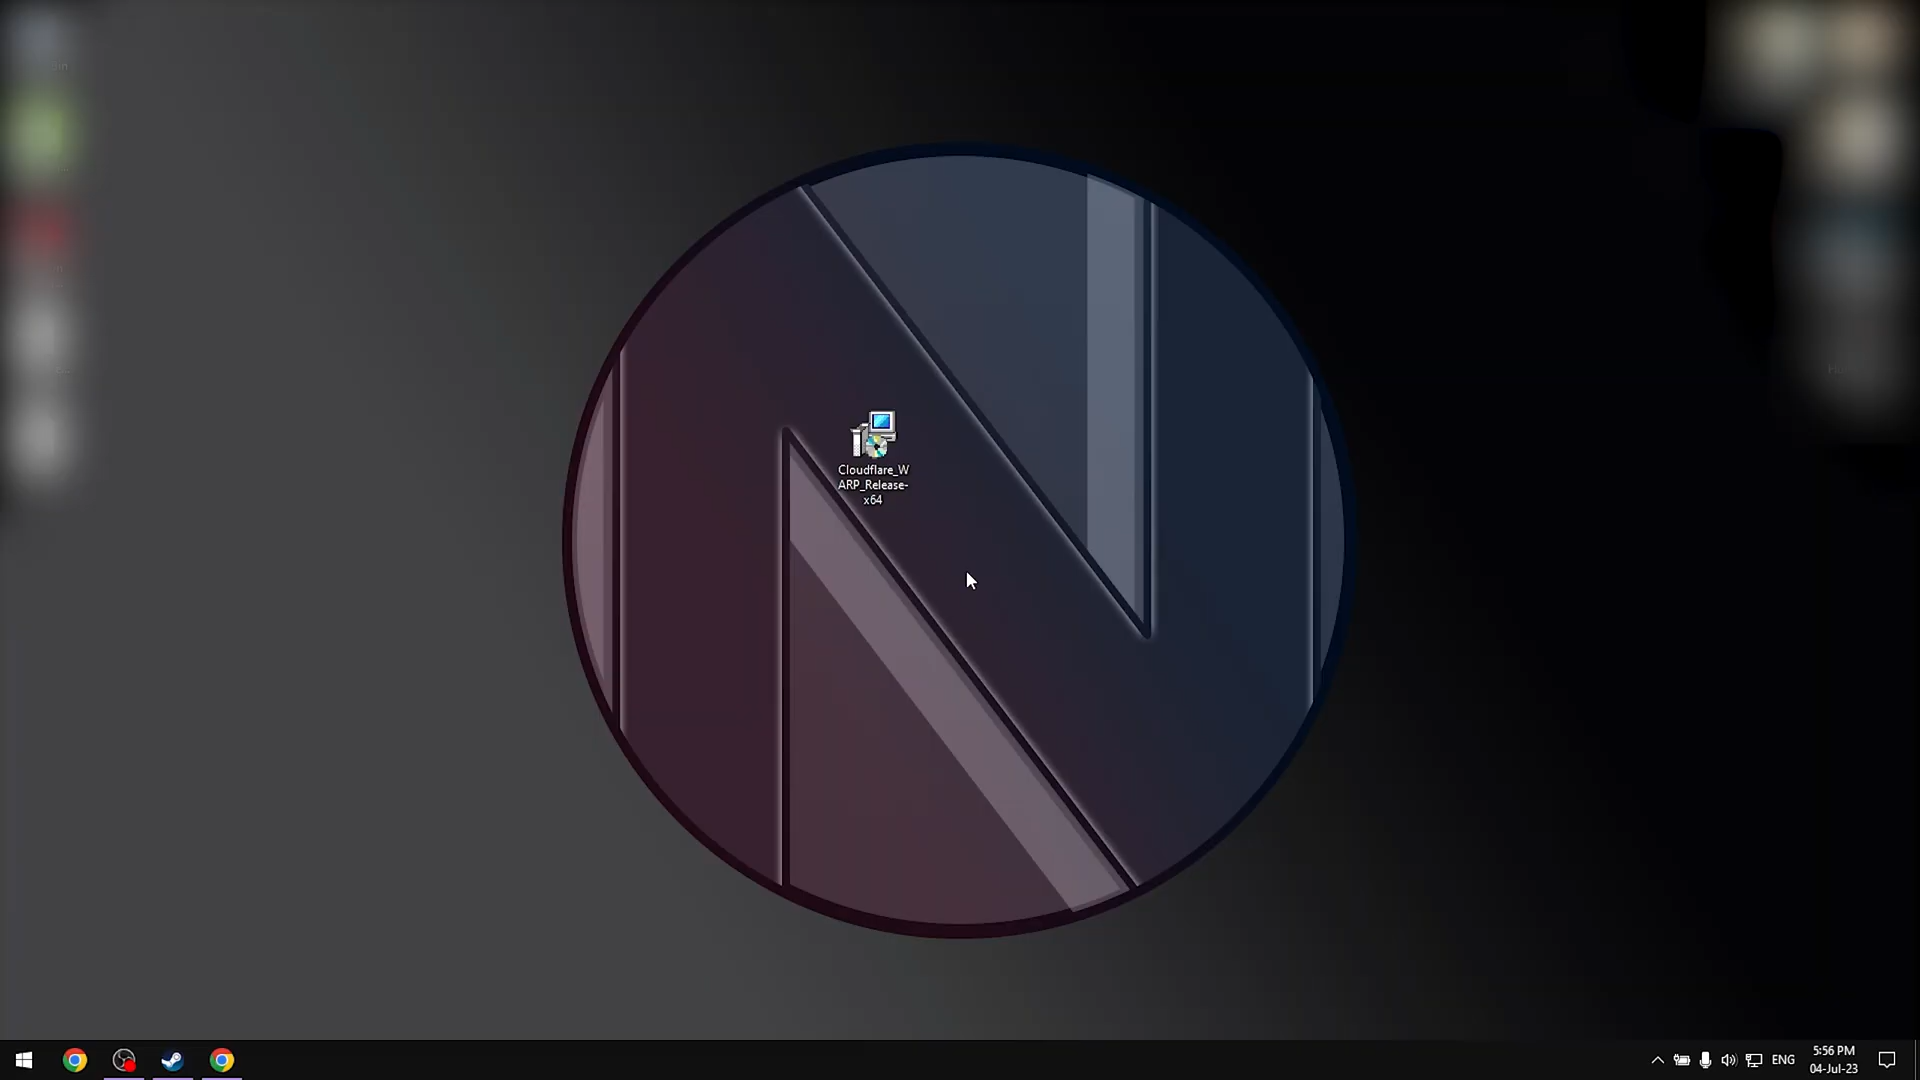 Cloudflare_W
ARP_Release-
x64
ENG
5:56 PM
04-Jul-23